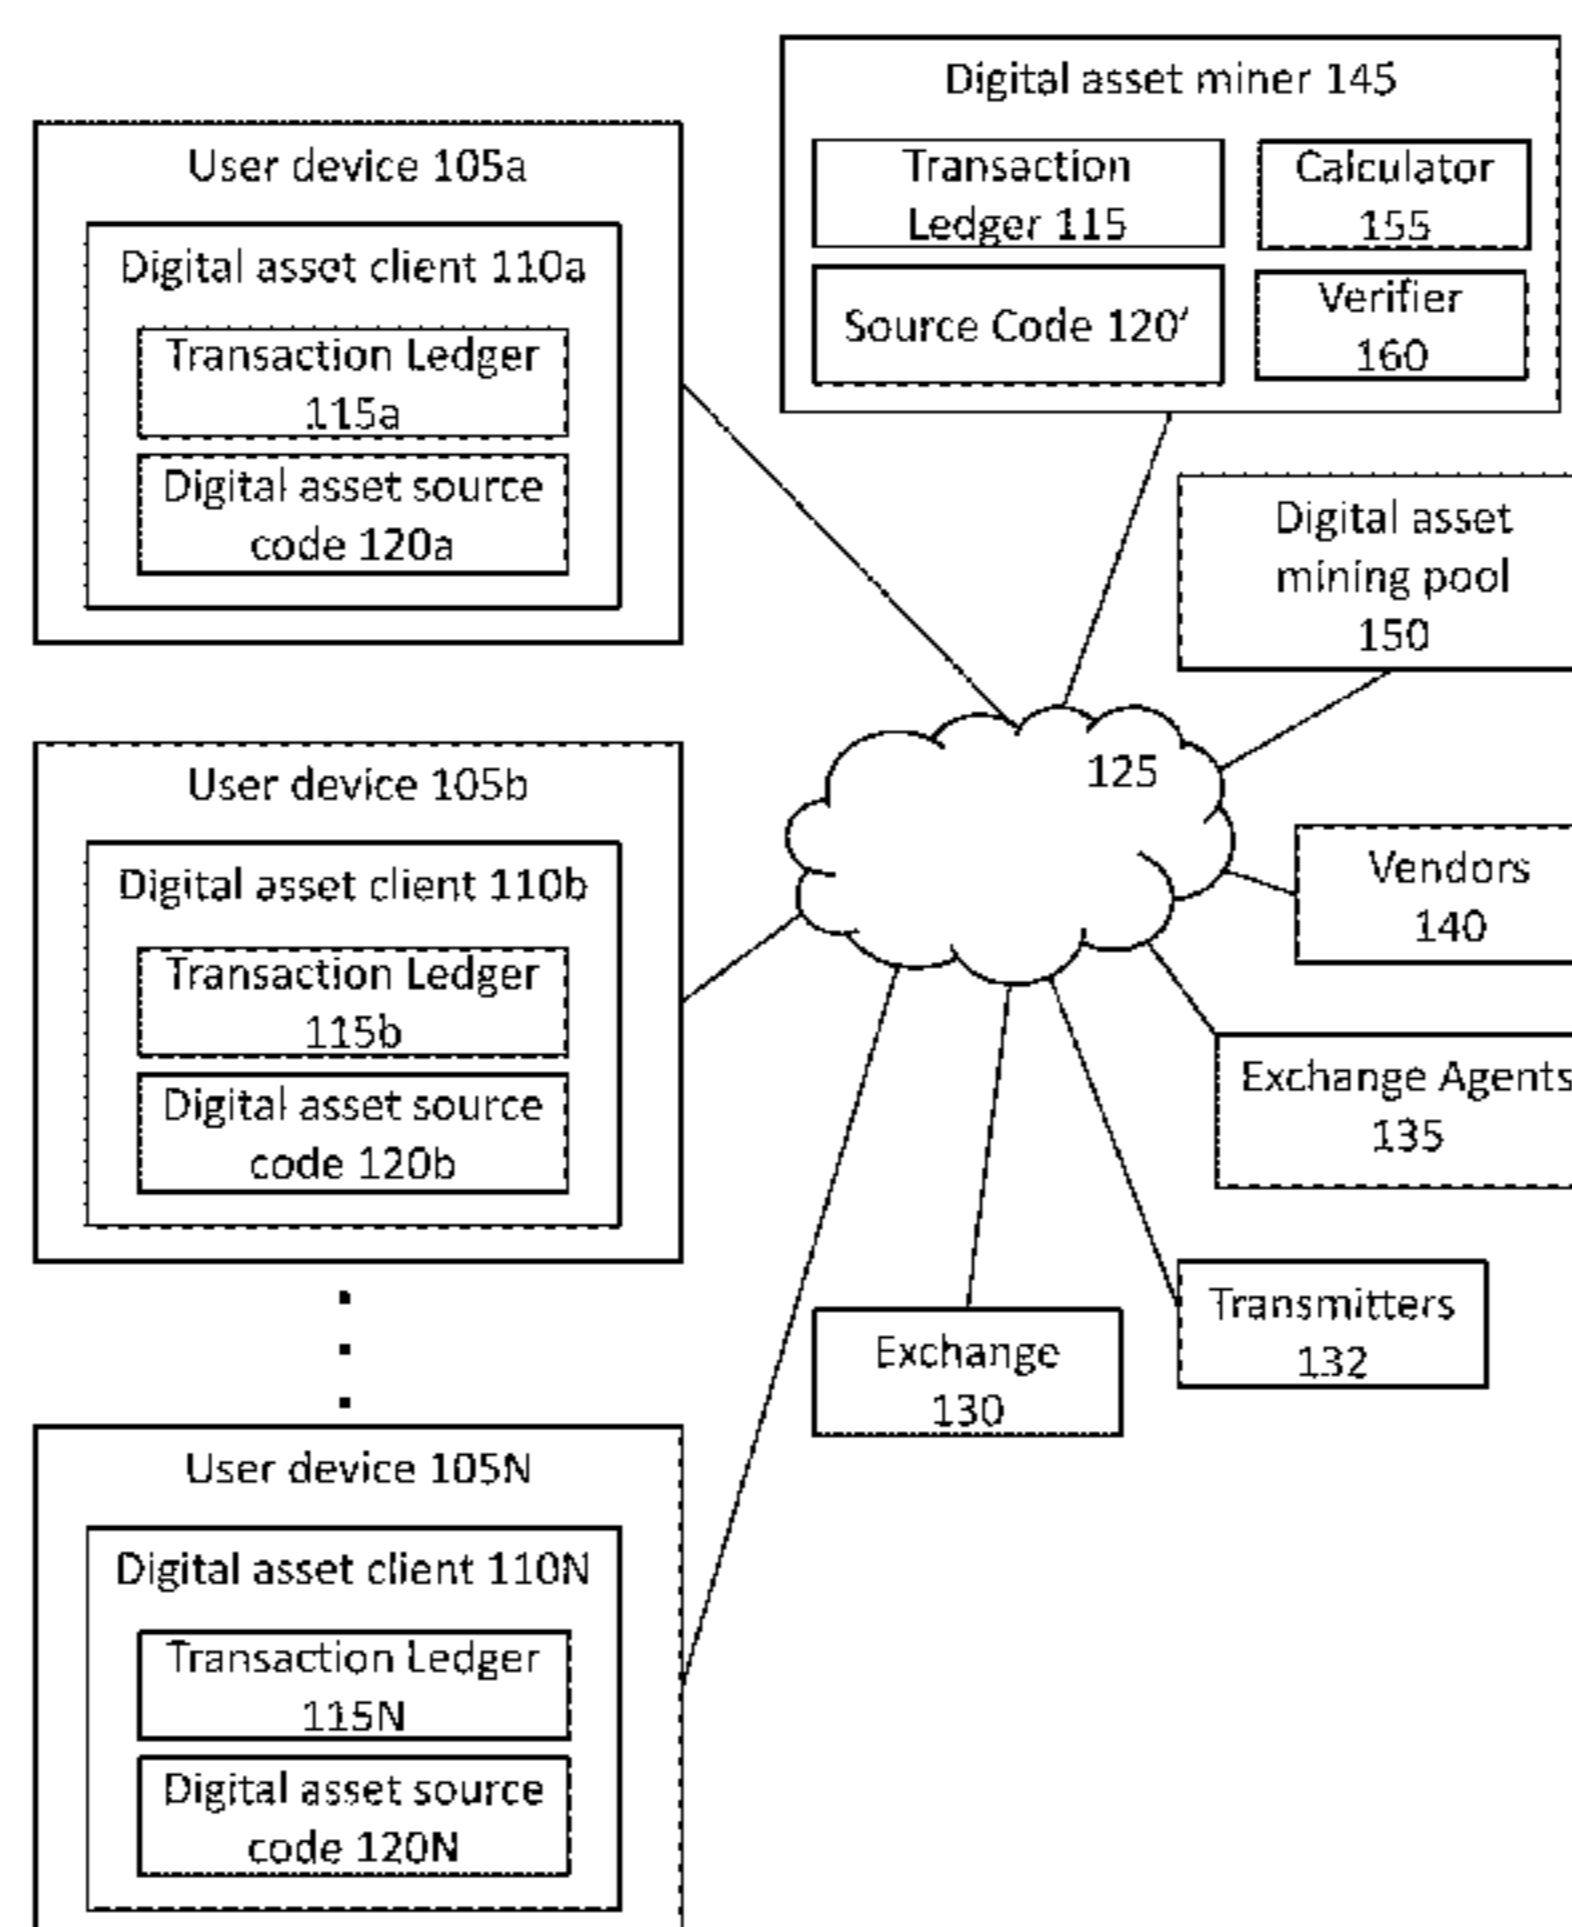 Digital asset miner 145
Transaction
Ledger 115
Calculator
155
Source Code 120'
Verifier
160
User device 105a
Digital asset client 110a
Transaction Ledger
115a
Digital asset source
code 120a
Digital asset
mining pool
150
125
User device 105b
Digital asset client 110b
Transaction Ledger
115b
Digital asset source
code 120b
Vendors
140
Exchange Agents
135
Transmitters
132
Exchange
130
User device 105N
Digital asset client 110N
Transaction Ledger
115N
Digital asset source
code 120N